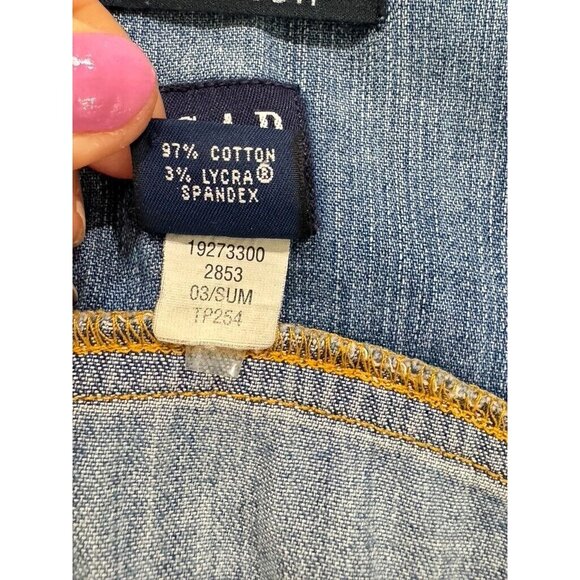 97% COTTON
3% LYCRA®
SPANDEX
19273300
2853
03/SUM
TP254